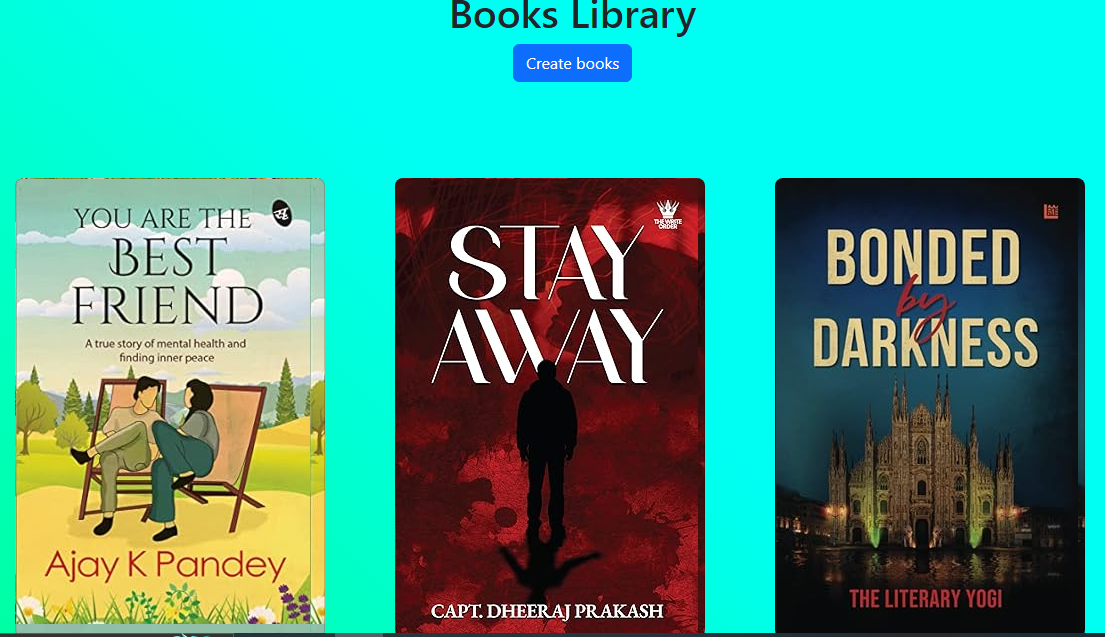 Books Library
Create books
YOU ARE THE
BEST
FRIEND
A true story of mental health and
finding inner peace
Ajay K Pandey
THE WRITE
ORDER
STAY
AWAY
CAPT. DHEERAJ PRAKASH
BONDED
by
DARKNESS
THE LITERARY YOGI